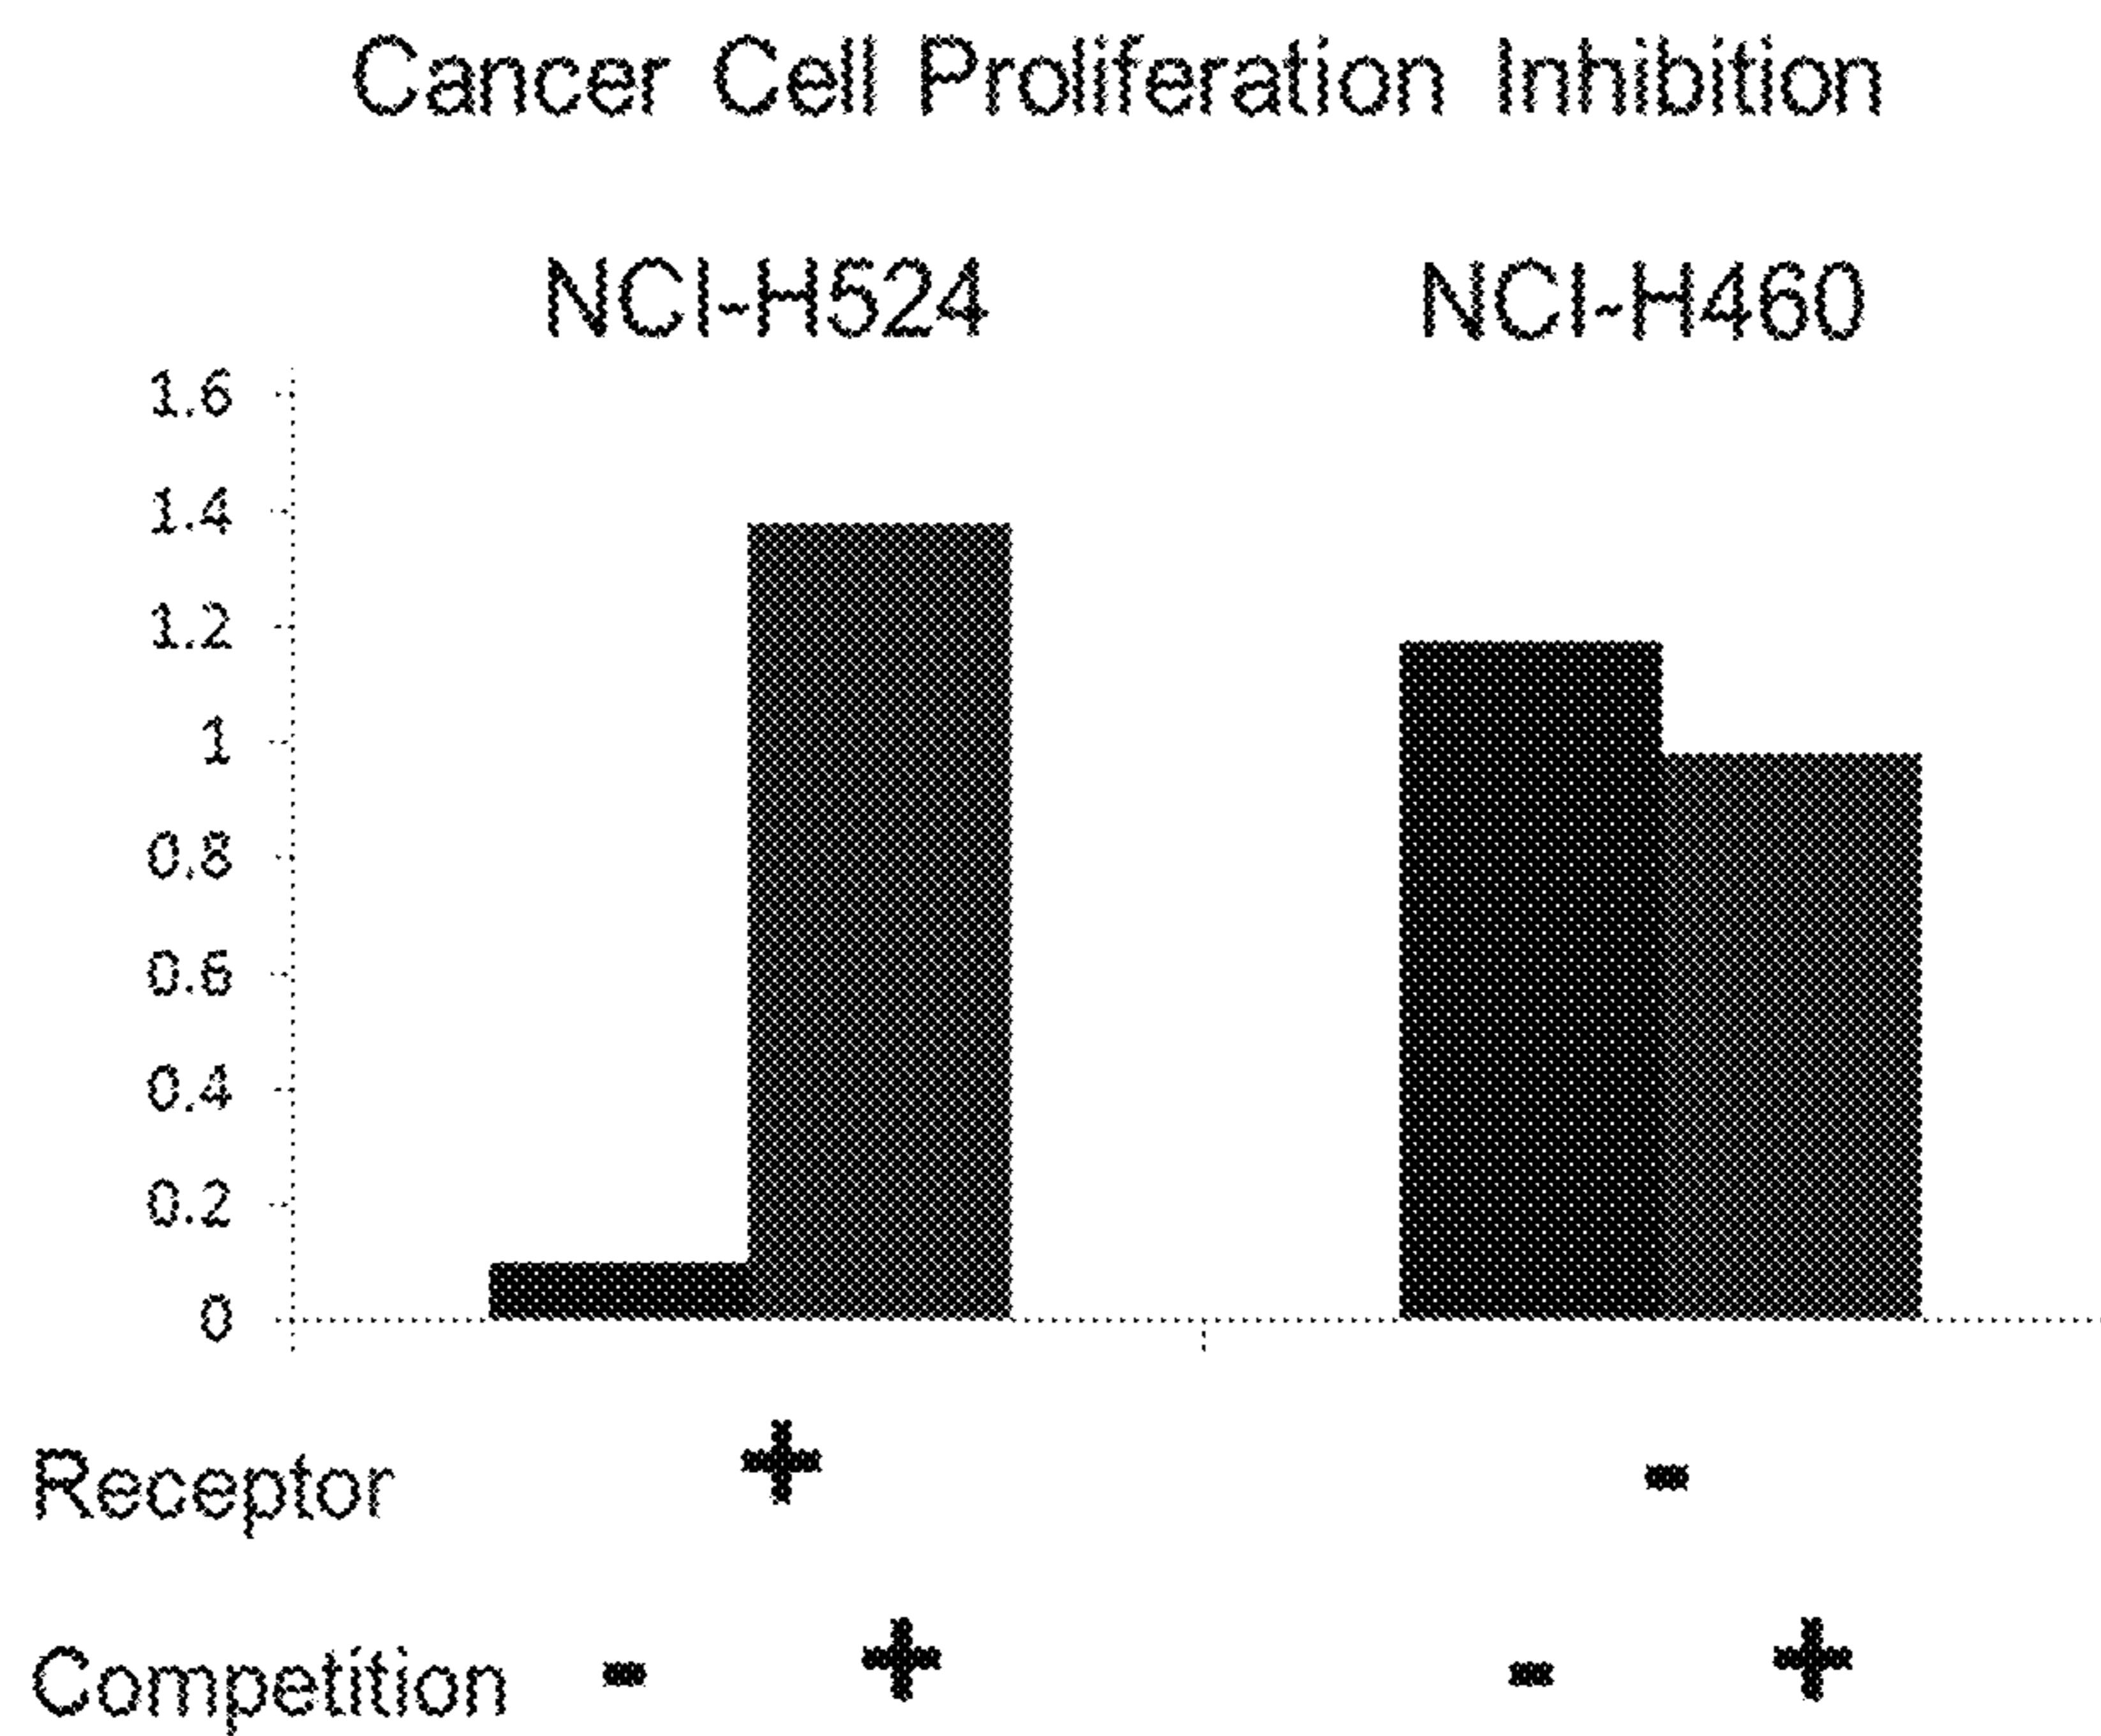 Cancer Cell Proliferation Inhibition
NCI-H524 NCI-H460
1.6
1.4
1.2
1
0.8
0.6
0.4
0.2
0
Receptor + -
Competition - + - +